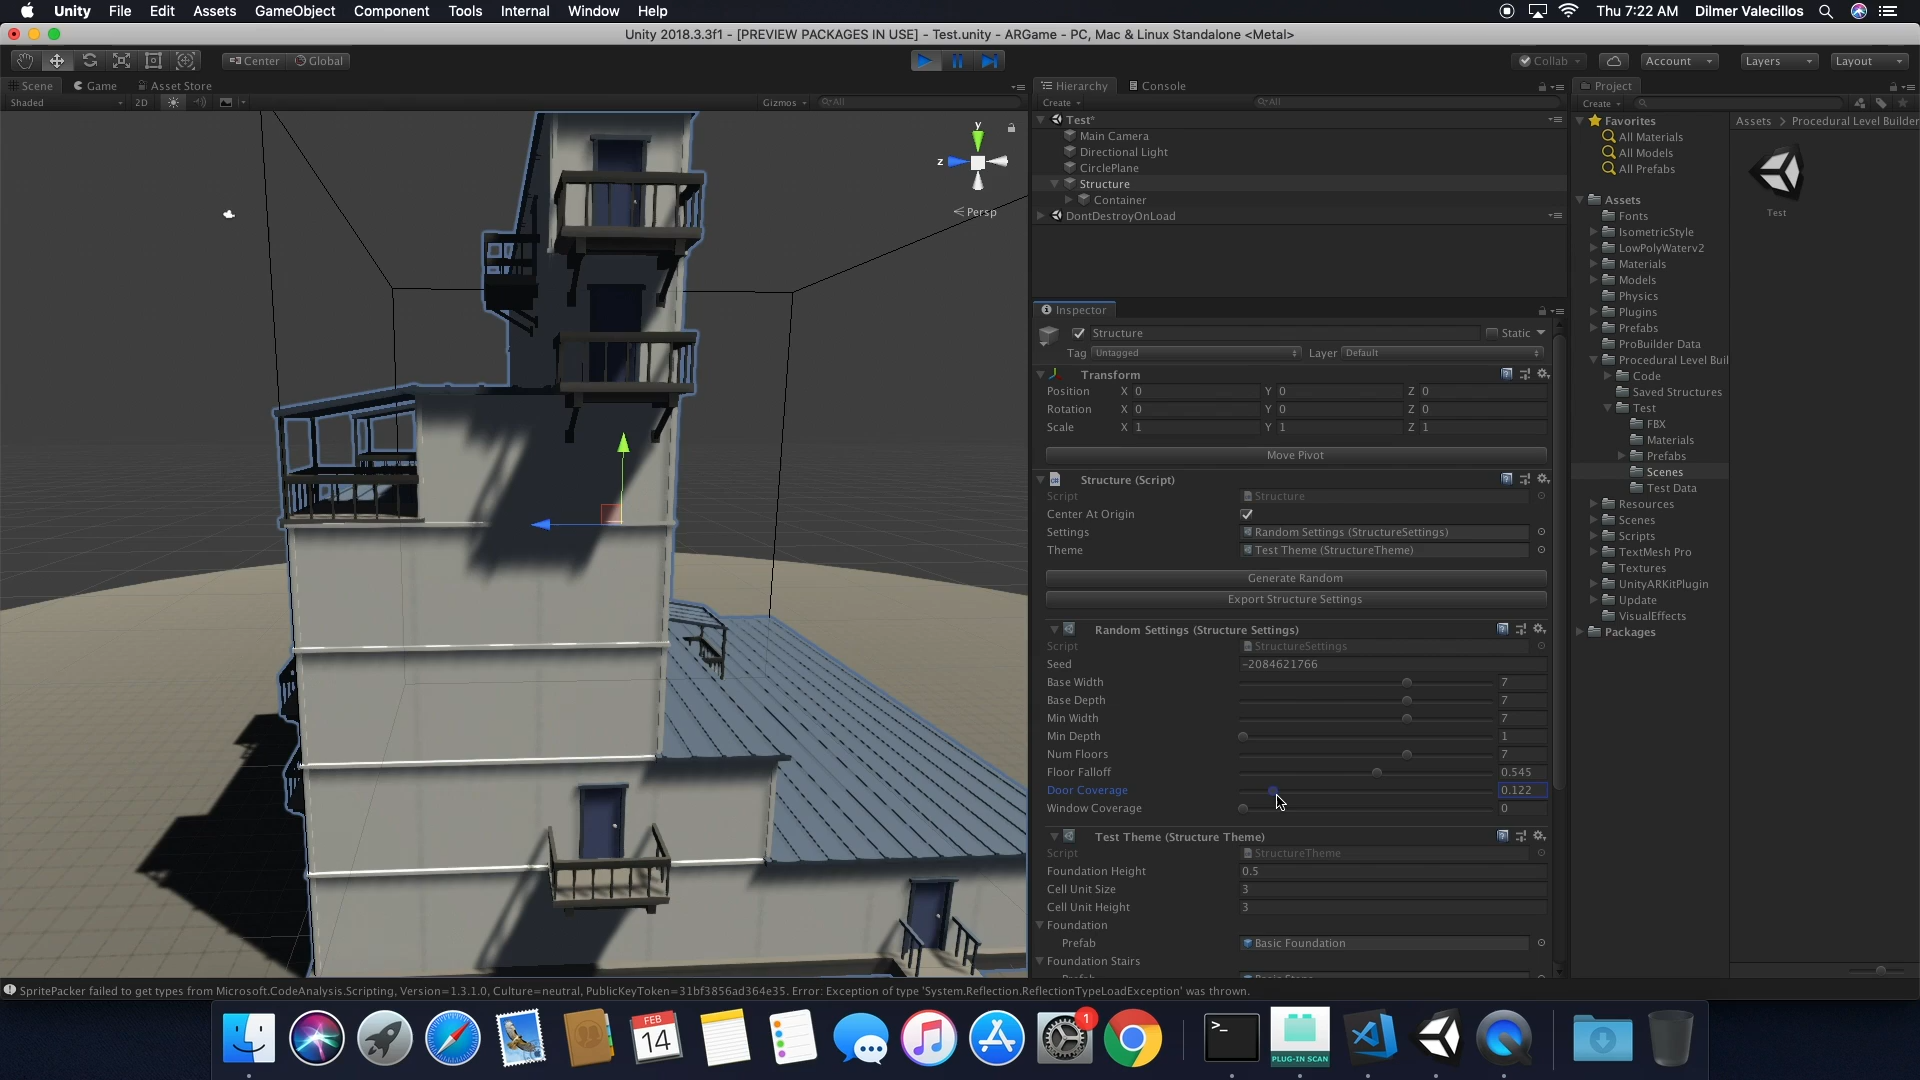 Unity File Edit Assets GameObject Component Tools Internal Window Help Thu 7:22 AM Dilmer Valecillos
Unity 2018.3.3f1 - [PREVIEW PACKAGES IN USE] - Test.unity - ARGame - PC, Mac & Linux Standalone <Metal>
Center Global Collab Account Layers Layout
Scene Game Asset Store
Shaded 2D Gizmos All
y
z
Persp
Hierarchy Console
Create All
Test*
Main Camera
Directional Light
CirclePlane
Structure
Container
DontDestroyOnLoad
Inspector
Structure Static
Tag Untagged Layer Default
Transform
Position X 0 Y 0 Z 0
Rotation X 0 Y 0 Z 0
Scale X 1 Y 1 Z 1
Move Pivot
Structure (Script)
Script Structure
Center At Origin
Settings Random Settings (StructureSettings)
Theme Test Theme (StructureTheme)
Generate Random
Export Structure Settings
Random Settings (Structure Settings)
Script StructureSettings
Seed -2084621766
Base Width 7
Base Depth 7
Min Width 7
Min Depth 1
Num Floors 7
Floor Falloff 0.545
Door Coverage 0.122
Window Coverage 0
Test Theme (Structure Theme)
Script StructureTheme
Foundation Height 0.5
Cell Unit Size 3
Cell Unit Height 3
Foundation
Prefab Basic Foundation
Foundation Stairs
Project
Create
Favorites
All Materials
All Models
All Prefabs
Assets
Fonts
IsometricStyle
LowPolyWaterv2
Materials
Models
Physics
Plugins
Prefabs
ProBuilder Data
Procedural Level Buil
Code
Saved Structures
Test
FBX
Materials
Prefabs
Scenes
Test Data
Resources
Scenes
Scripts
TextMesh Pro
Textures
UnityARKitPlugin
Update
VisualEffects
Packages
Assets > Procedural Level Builder
Test
SpritePacker failed to get types from Microsoft.CodeAnalysis.Scripting, Version=1.3.1.0, Culture=neutral, PublicKeyToken=31bf3856ad364e35. Error: Exception of type 'System.Reflection.ReflectionTypeLoadException' was thrown.
FEB
14
1
>_
PLUG-IN SCAN